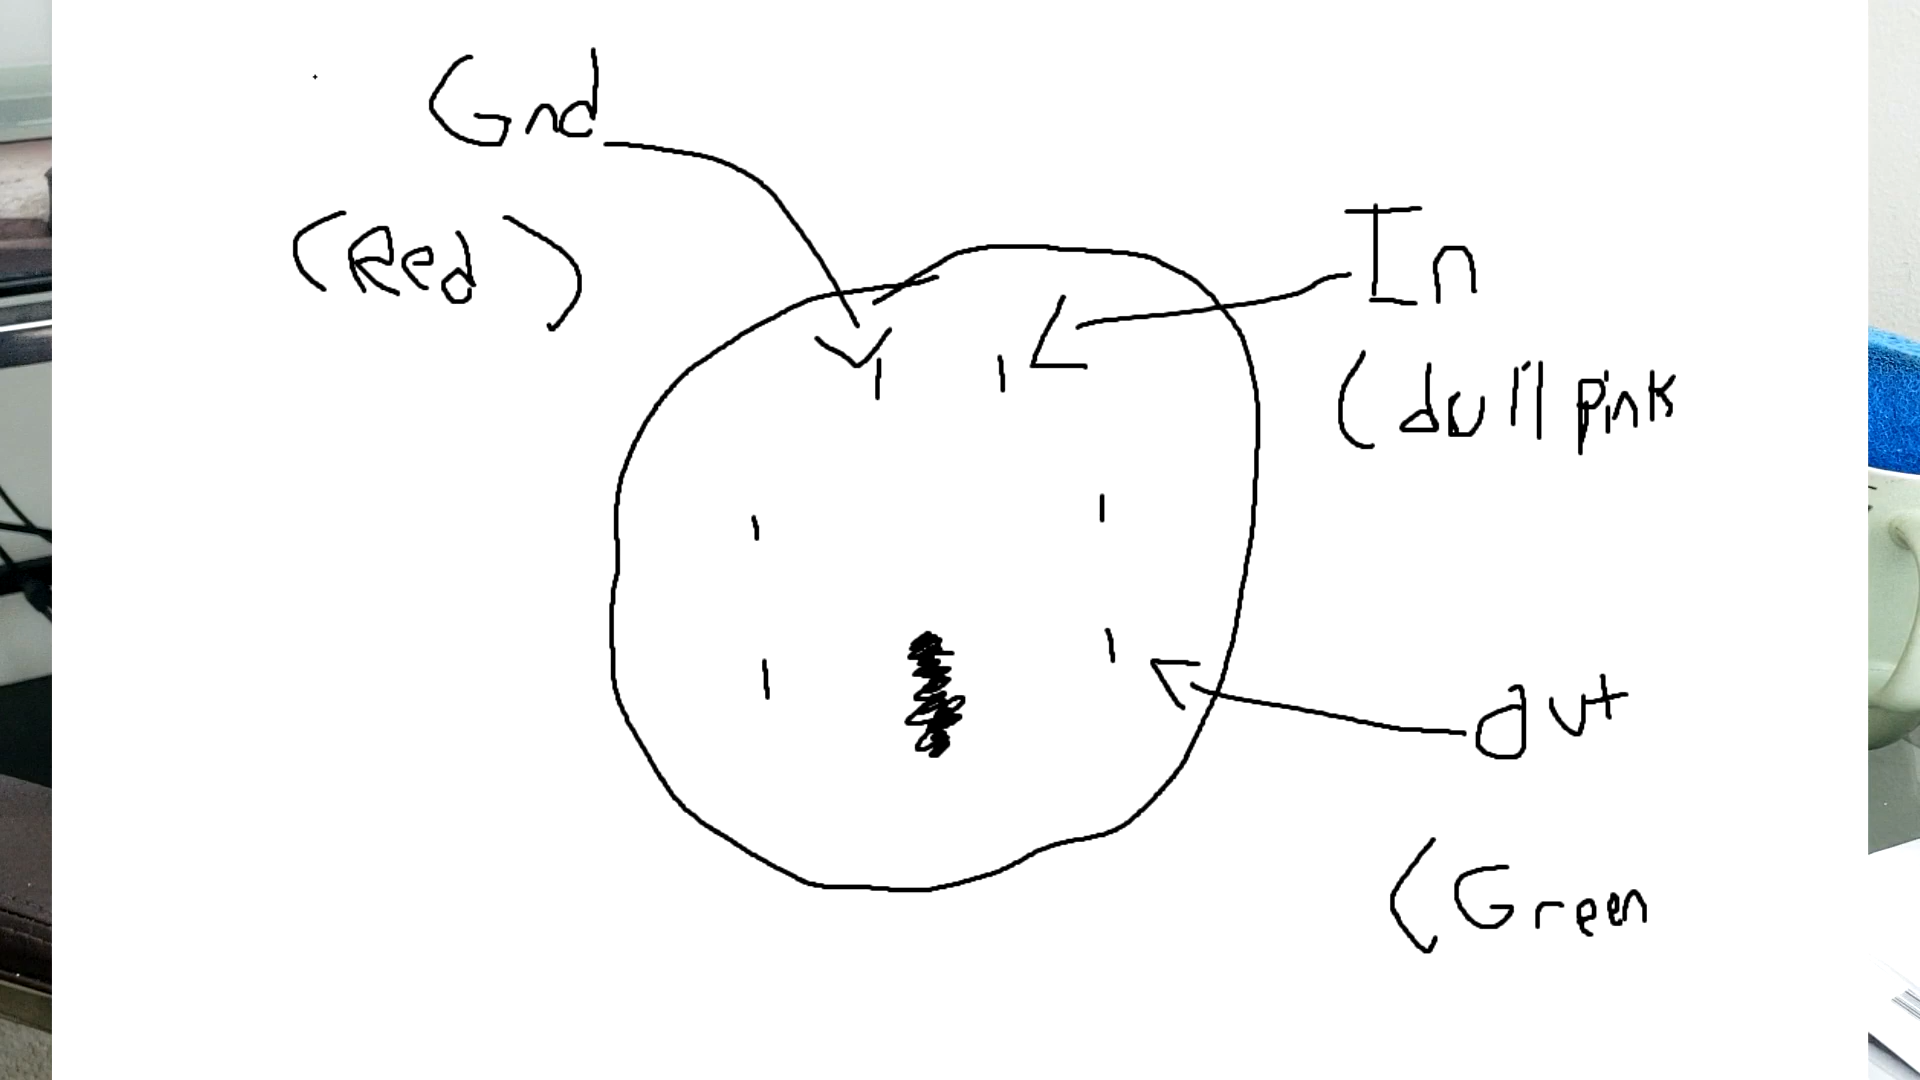 Gnd
(Red)
In
(dull pink
out
(Green